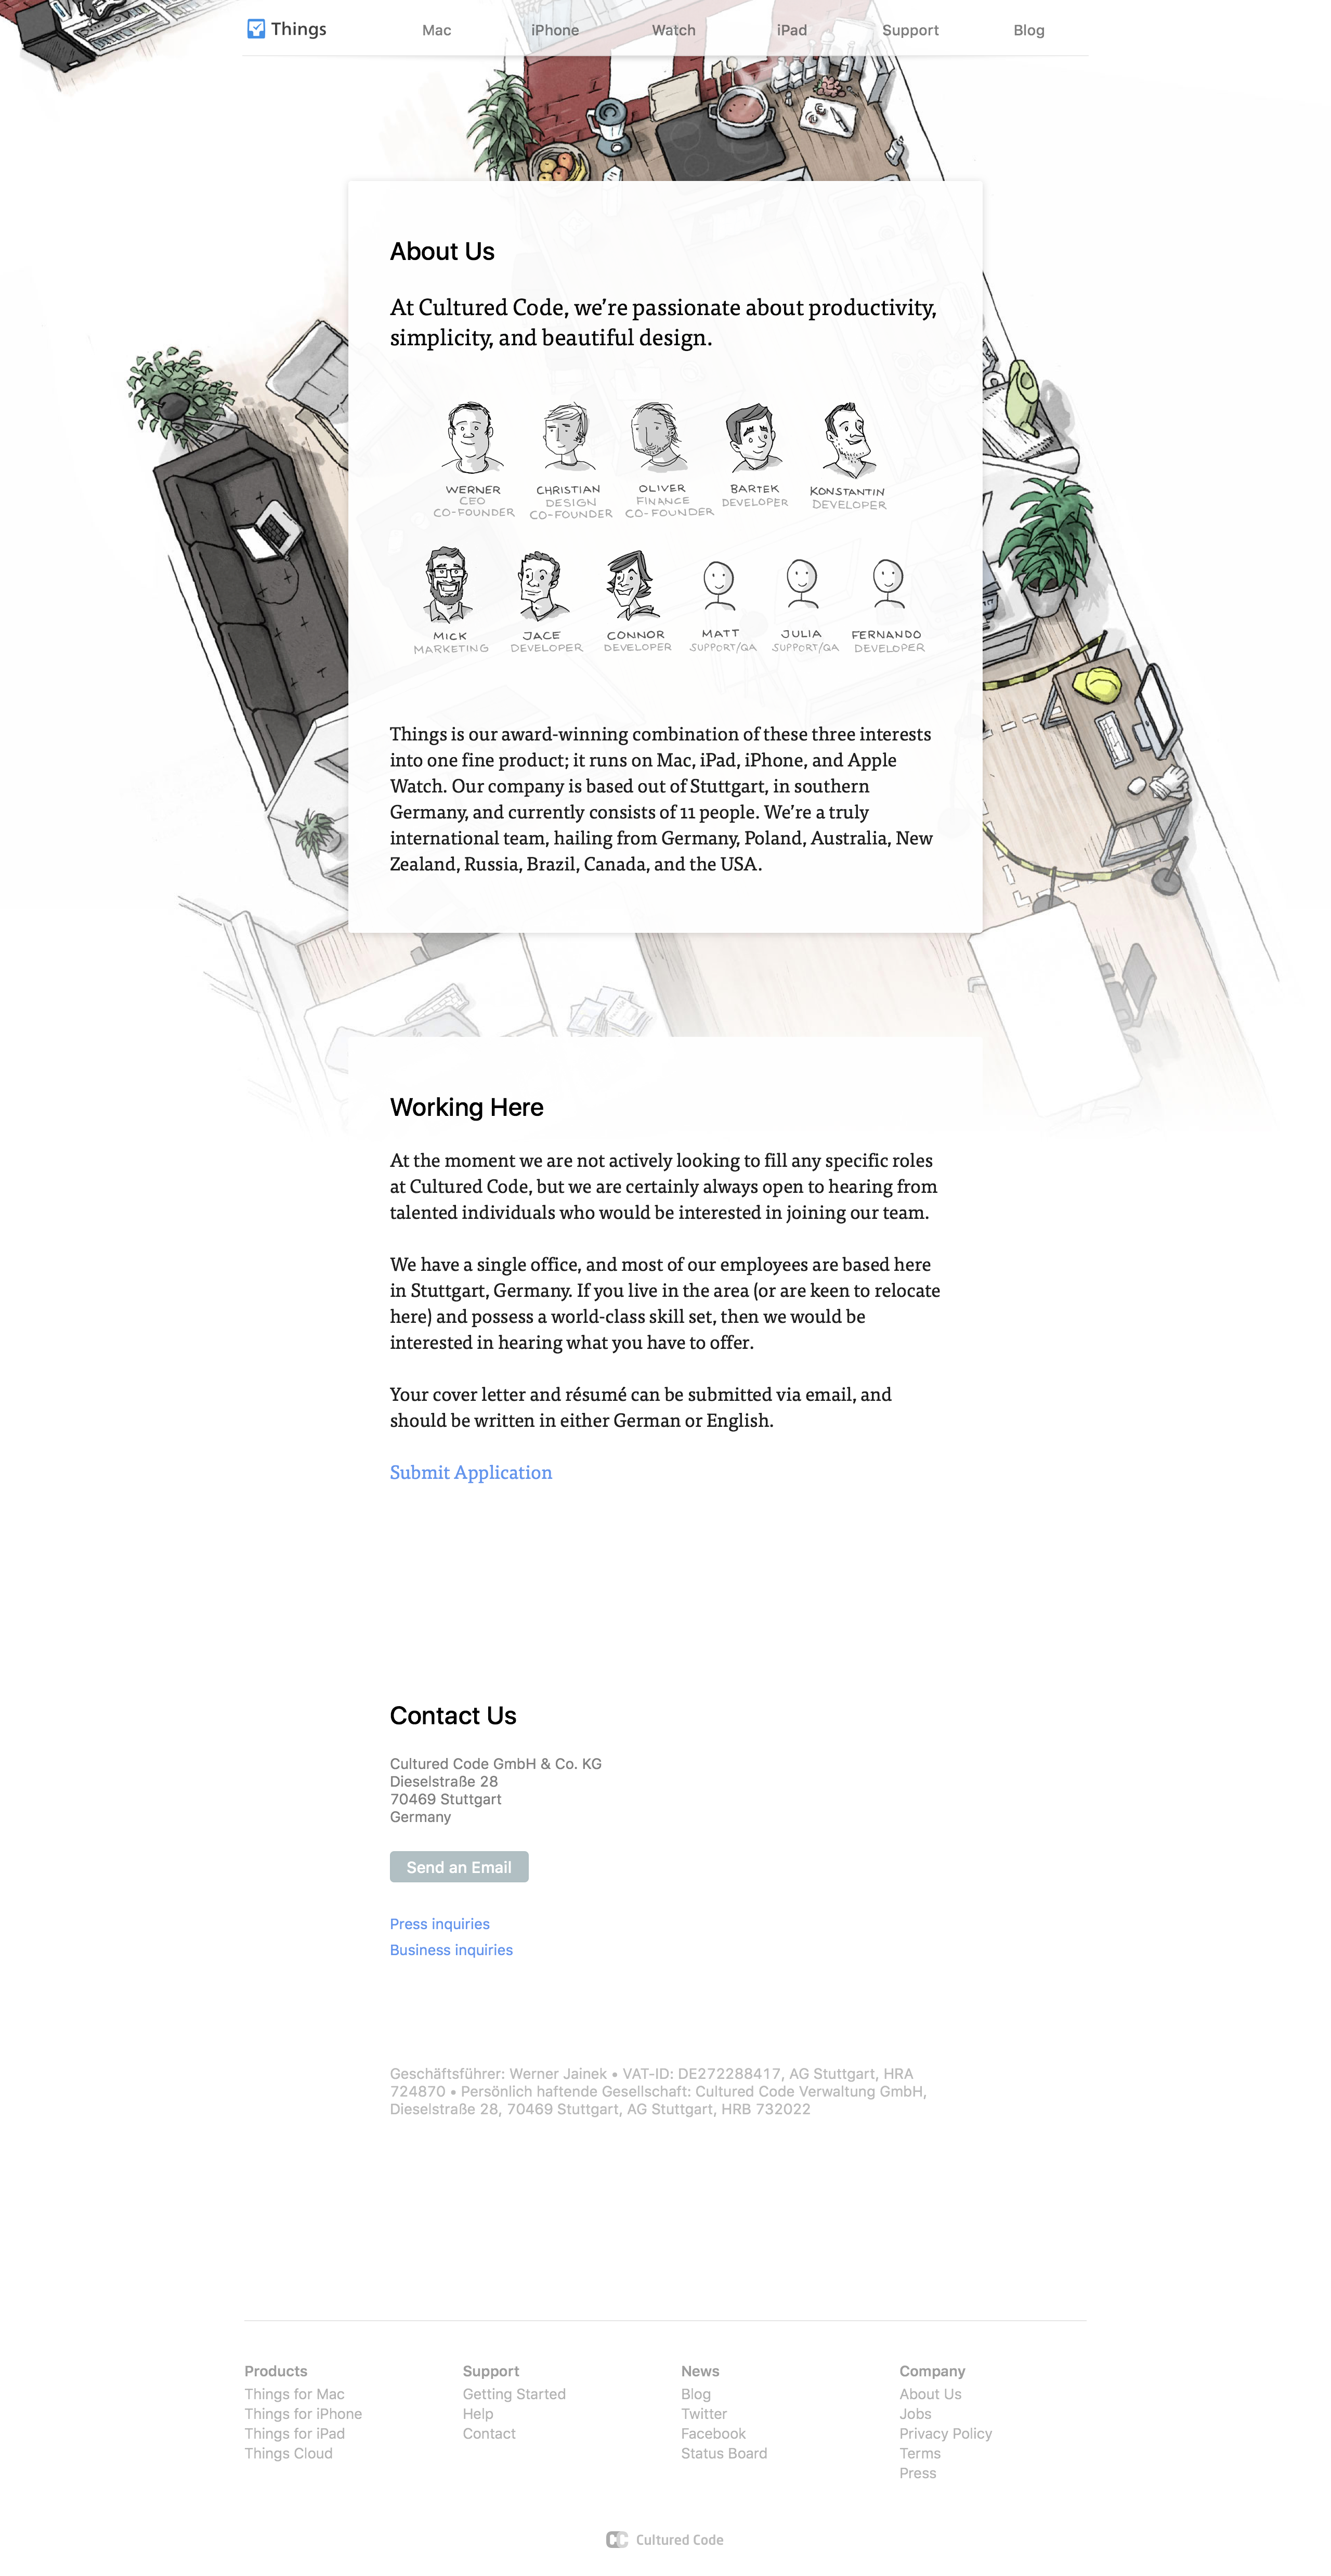 Things
Mac
iPhone
Watch
iPad
Support
Blog
About Us
At Cultured Code, we’re passionate about productivity,
simplicity, and beautiful design.
WERNER
CEO
CO-FOUNDER
CHRISTIAN
DESIGN
CO-FOUNDER
OLIVER
FINANCE
CO-FOUNDER
BARTEK
DEVELOPER
KONSTANTIN
DEVELOPER
MICK
MARKETING
JACE
DEVELOPER
CONNOR
DEVELOPER
MATT
SUPPORT/QA
JULIA
SUPPORT/QA
FERNANDO
DEVELOPER
Things is our award-winning combination of these three interests
into one fine product; it runs on Mac, iPad, iPhone, and Apple
Watch. Our company is based out of Stuttgart, in southern
Germany, and currently consists of 11 people. We’re a truly
international team, hailing from Germany, Poland, Australia, New
Zealand, Russia, Brazil, Canada, and the USA.
Working Here
At the moment we are not actively looking to fill any specific roles
at Cultured Code, but we are certainly always open to hearing from
talented individuals who would be interested in joining our team.
We have a single office, and most of our employees are based here
in Stuttgart, Germany. If you live in the area (or are keen to relocate
here) and possess a world-class skill set, then we would be
interested in hearing what you have to offer.
Your cover letter and résumé can be submitted via email, and
should be written in either German or English.
Submit Application
Contact Us
Cultured Code GmbH & Co. KG
Dieselstraße 28
70469 Stuttgart
Germany
Send an Email
Press inquiries
Business inquiries
Geschäftsführer: Werner Jainek • VAT-ID: DE272288417, AG Stuttgart, HRA
724870 • Persönlich haftende Gesellschaft: Cultured Code Verwaltung GmbH,
Dieselstraße 28, 70469 Stuttgart, AG Stuttgart, HRB 732022
Products
Things for Mac
Things for iPhone
Things for iPad
Things Cloud
Support
Getting Started
Help
Contact
News
Blog
Twitter
Facebook
Status Board
Company
About Us
Jobs
Privacy Policy
Terms
Press
Cultured Code